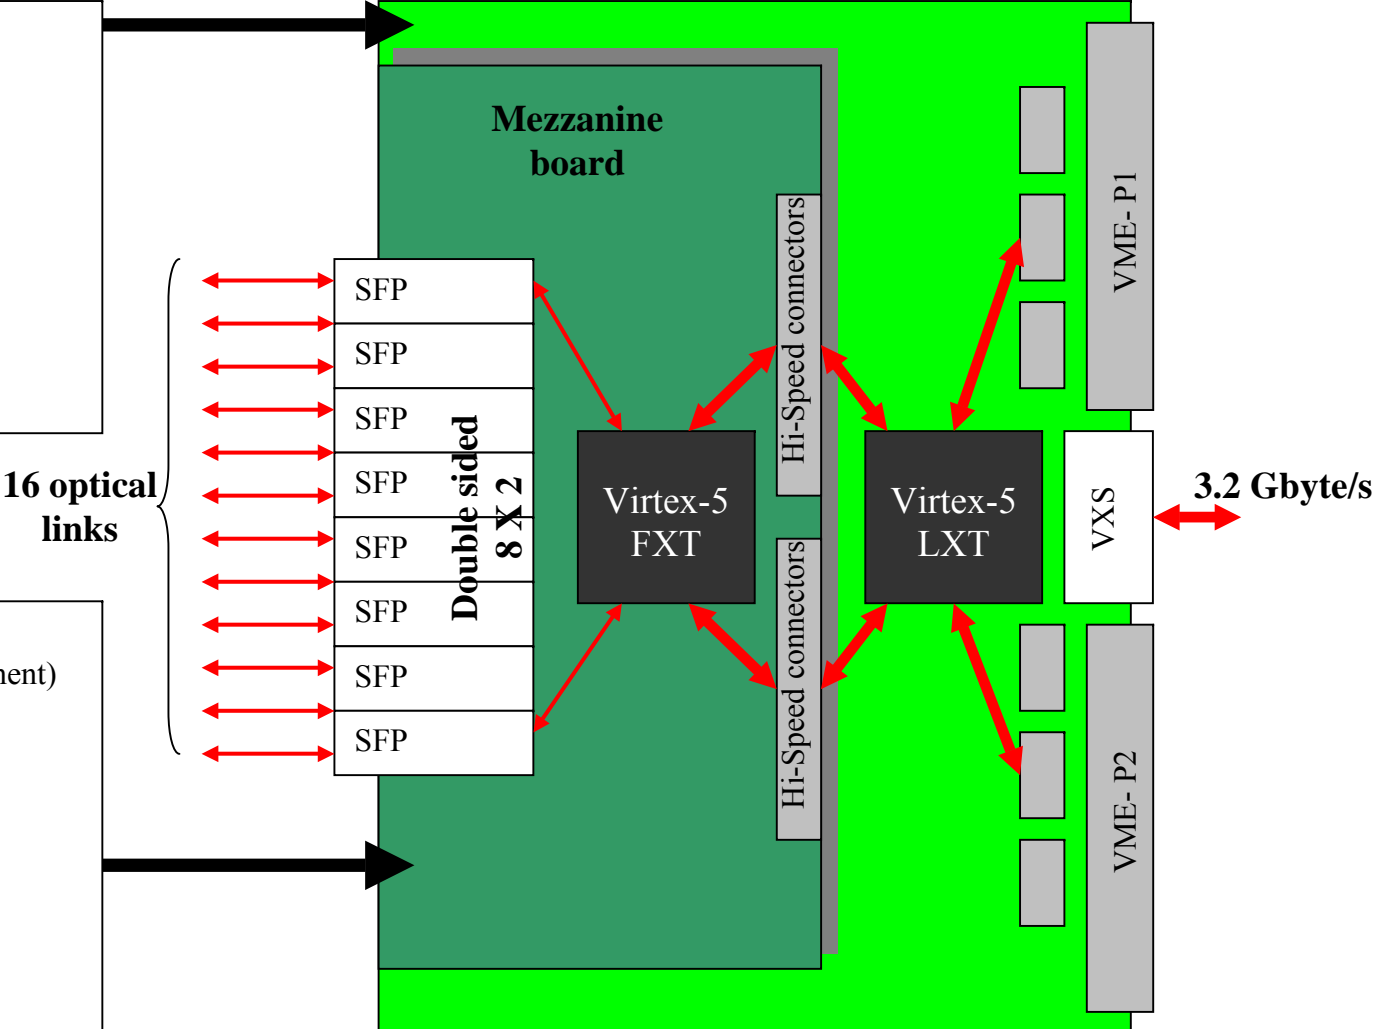 Mezzanine
board
VME- P1
Hi-Speed connectors
SFP
SFP
SFP
SFP
SFP
SFP
SFP
SFP
Double sided
8 X 2
16 optical
links
Virtex-5
FXT
Virtex-5
LXT
VXS
3.2 Gbyte/s
Hi-Speed connectors
VME- P2
nent)